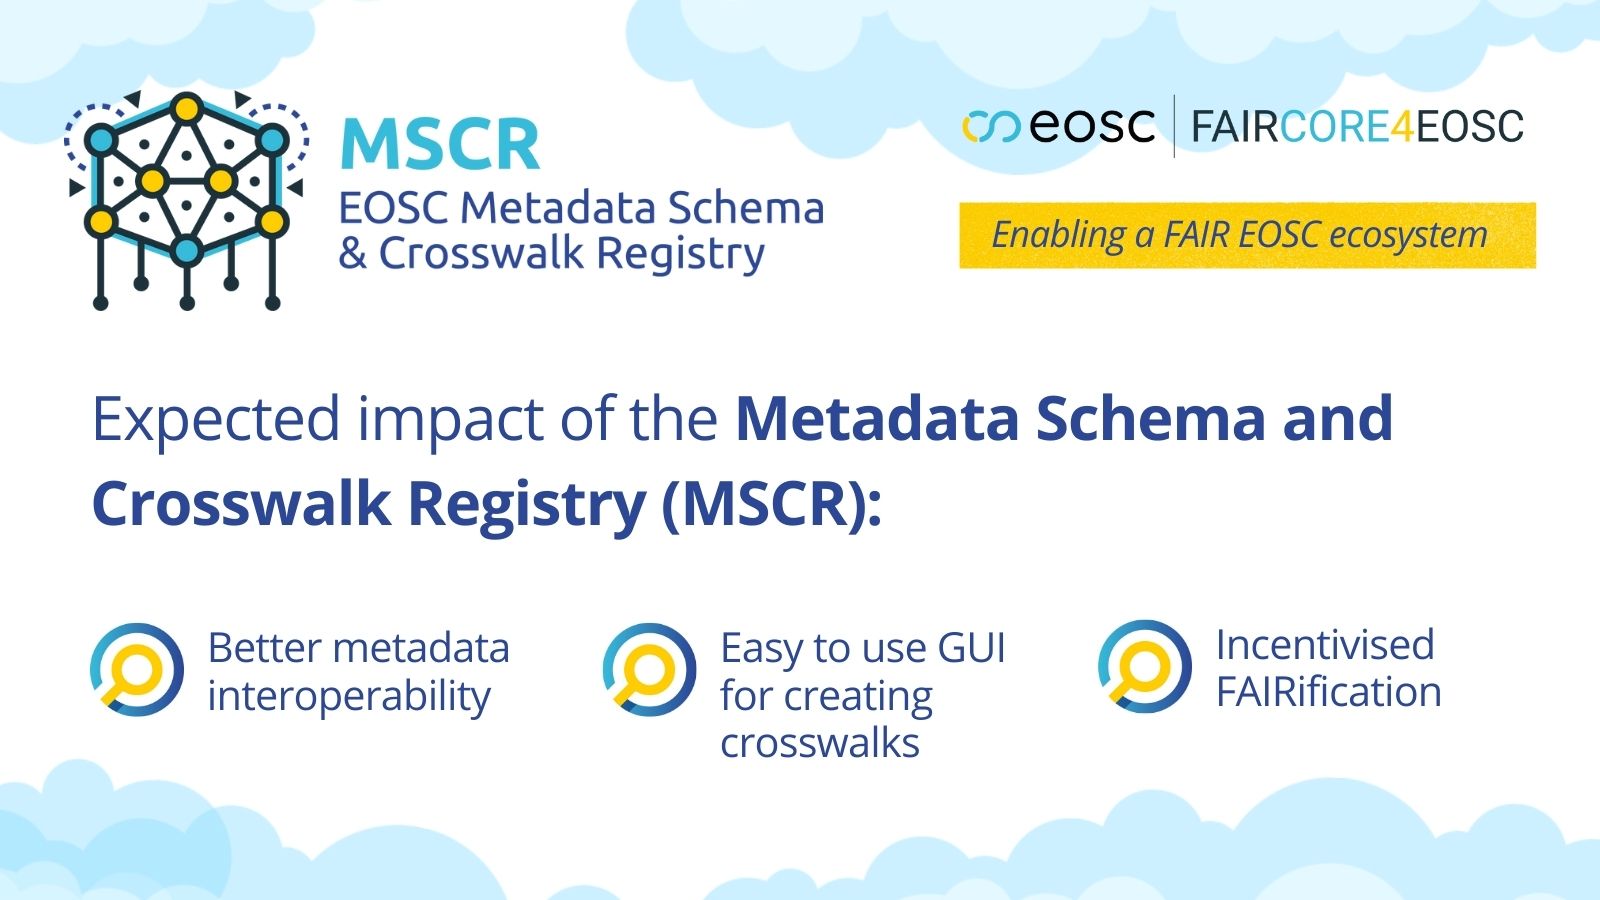 MSCR
EOSC Metadata Schema
& Crosswalk Registry
eosc
FAIRCORE4EOSC
Enabling a FAIR EOSC ecosystem
Expected impact of the Metadata Schema and
Crosswalk Registry (MSCR):
Better metadata
interoperability
Easy to use GUI
for creating
crosswalks
Incentivised
FAIRification